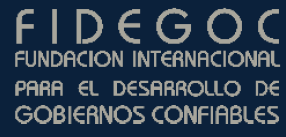 FIDEGOC
FUNDACION INTERNACIONAL
PARA EL DESARROLLO DE
GOBIERNOS CONFIABLES